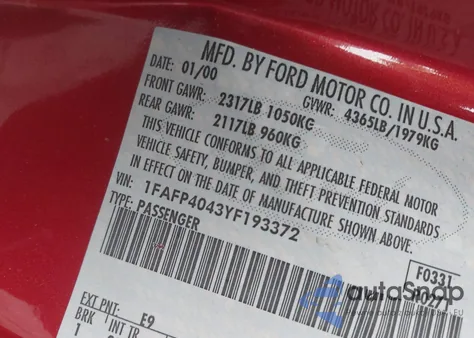 MFD. BY FORD MOTOR CO. IN U.S.A.
DATE: 01/00 GVWR: 4365LB/1979KG
FRONT GAWR: 2317LB 1050KG
REAR GAWR: 2117LB 960KG
THIS VEHICLE CONFORMS TO ALL APPLICABLE FEDERAL MOTOR
VEHICLE SAFETY, BUMPER, AND THEFT PREVENTION STANDARDS
IN EFFECT ON THE DATE OF MANUFACTURE SHOWN ABOVE.
VIN: 1FAFP4043YF193372
TYPE: PASSENGER
F0331
autoSnap
EXT PNT: E9
BRK INT TR